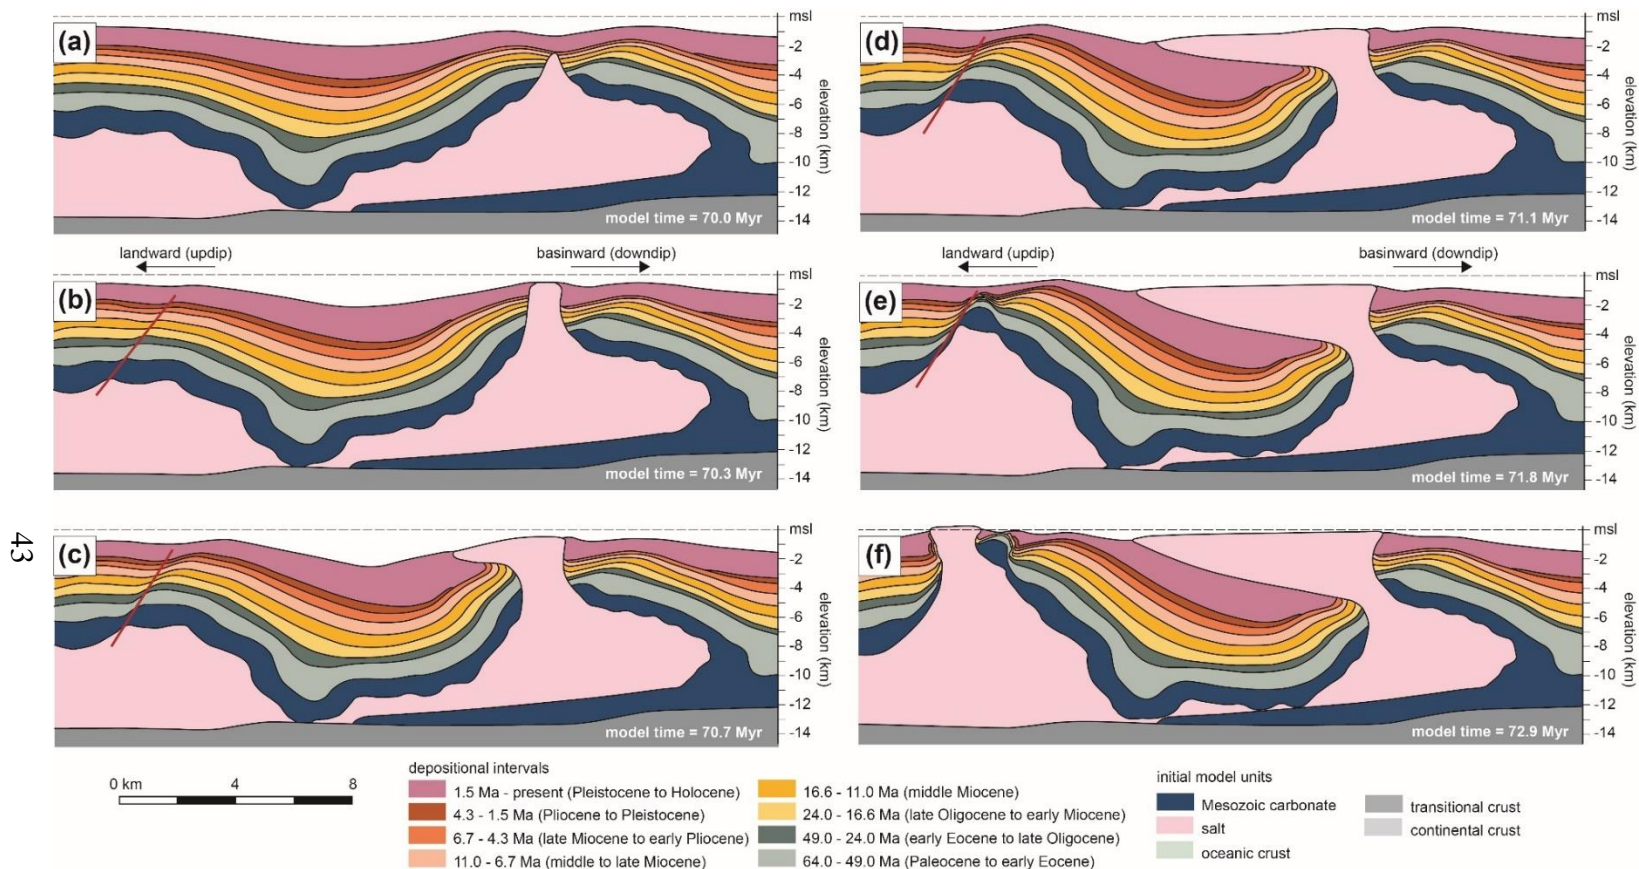 (a)
msl
-2
-4
-6
-8
-10
-12
-14
elevation (km)
model time = 70.0 Myr
(d)
msl
-2
-4
-6
-8
-10
-12
-14
elevation (km)
model time = 71.1 Myr
landward (updip)
basinward (downdip)
landward (updip)
basinward (downdip)
(b)
msl
-2
-4
-6
-8
-10
-12
-14
elevation (km)
model time = 70.3 Myr
(e)
msl
-2
-4
-6
-8
-10
-12
-14
elevation (km)
model time = 71.8 Myr
43
(c)
msl
-2
-4
-6
-8
-10
-12
-14
elevation (km)
model time = 70.7 Myr
(f)
msl
-2
-4
-6
-8
-10
-12
-14
elevation (km)
model time = 72.9 Myr
0 km 4 8
depositional intervals
1.5 Ma - present (Pleistocene to Holocene)
4.3 - 1.5 Ma (Pliocene to Pleistocene)
6.7 - 4.3 Ma (late Miocene to early Pliocene)
11.0 - 6.7 Ma (middle to late Miocene)
16.6 - 11.0 Ma (middle Miocene)
24.0 - 16.6 Ma (late Oligocene to early Miocene)
49.0 - 24.0 Ma (early Eocene to late Oligocene)
64.0 - 49.0 Ma (Paleocene to early Eocene)
initial model units
Mesozoic carbonate
salt
oceanic crust
transitional crust
continental crust